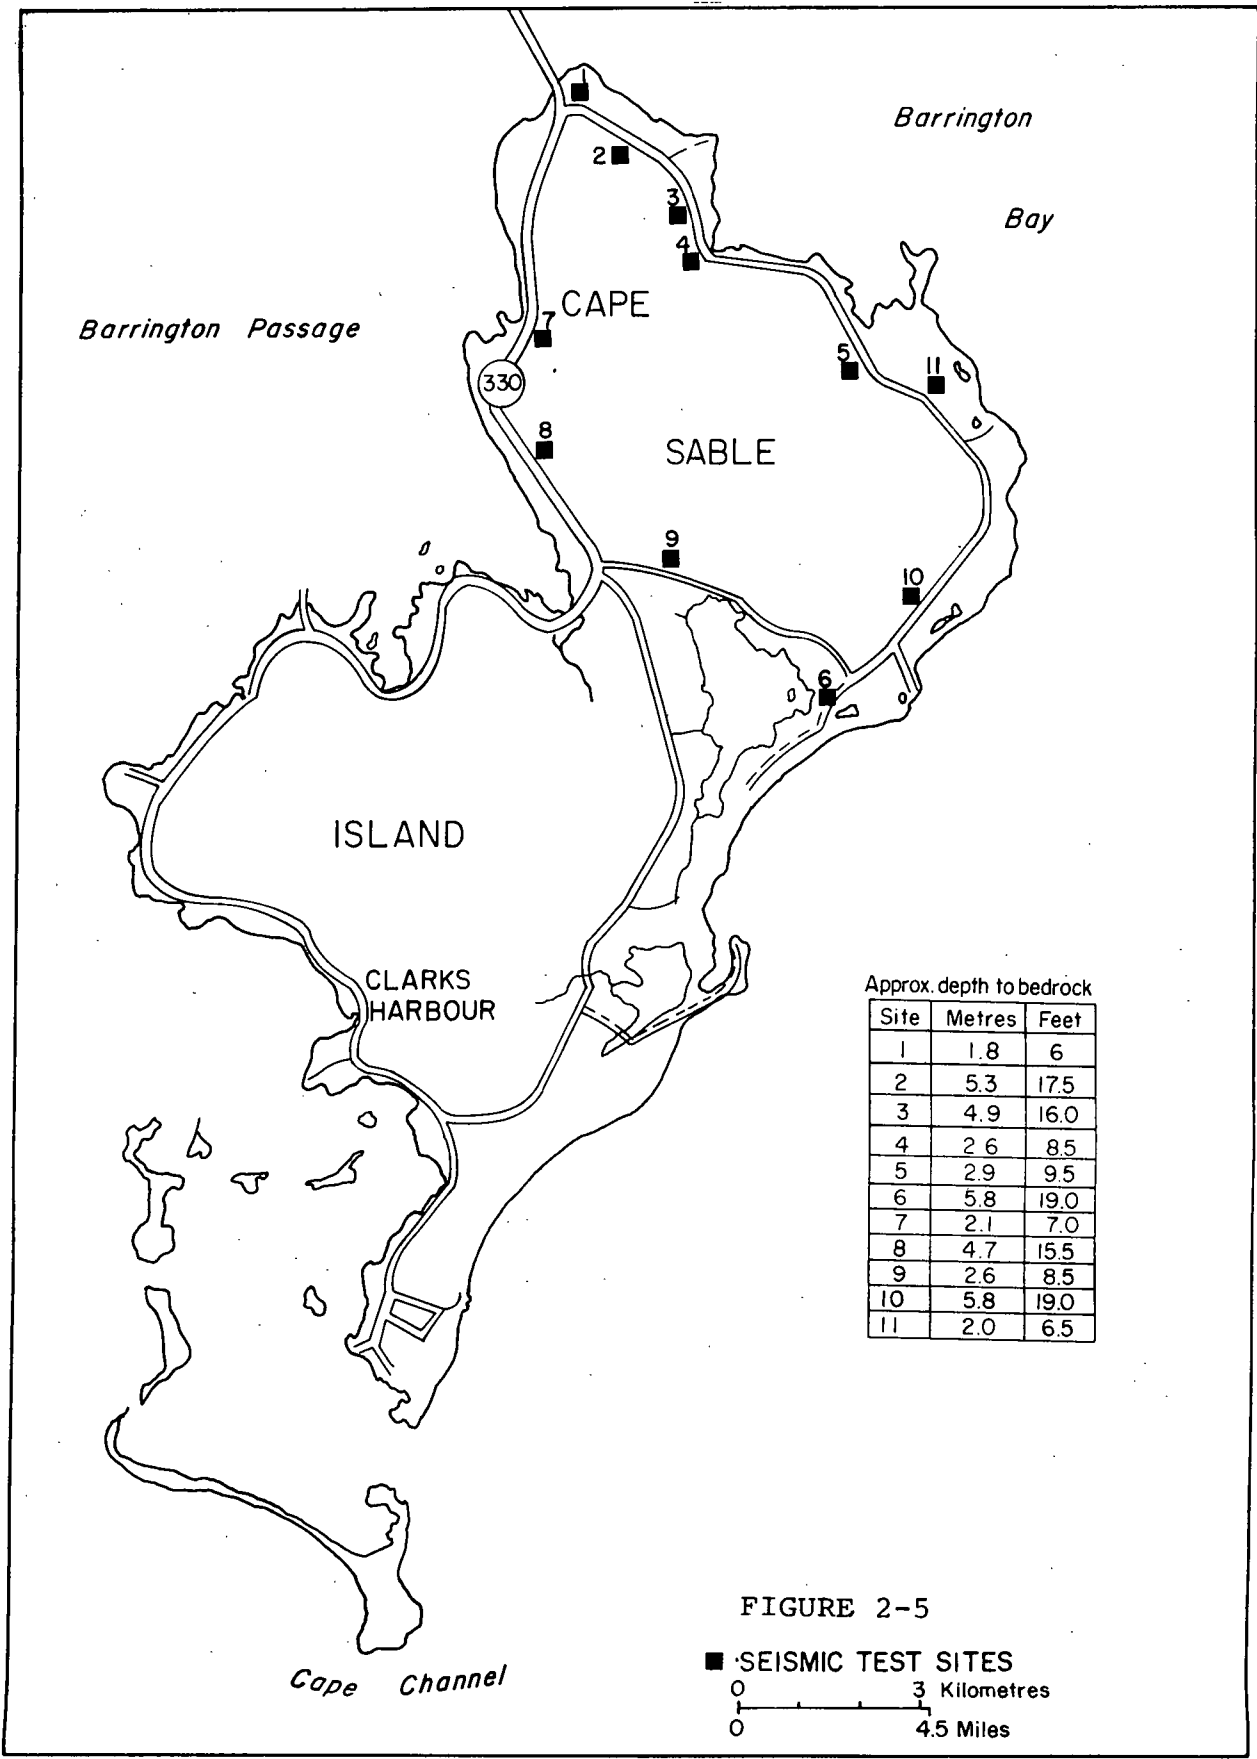 1
Barrington
2
3
Bay
4
CAPE
7
Barrington Passage
5
11
330
8
SABLE
9
10
6
ISLAND
CLARKS
HARBOUR
Approx. depth to bedrock
Site Metres Feet
1 1.8 6
2 5.3 17.5
3 4.9 16.0
4 2 6 8.5
5 2.9 9.5
6 5.8 19.0
7 2.1 7.0
8 4.7 15.5
9 2.6 8.5
10 5.8 19.0
11 2.0 6.5
FIGURE 2-5
SEISMIC TEST SITES
0 3 Kilometres
0 4.5 Miles
Cape Channel